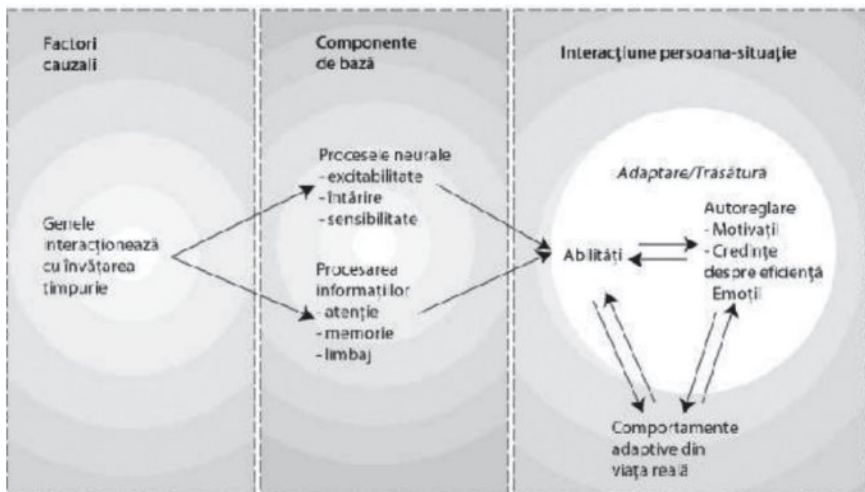 Factori
cauzali
Componente
de bază
Interacțiune persoana-situație
Genele
interacționează
cu învățarea
timpurie
Procesele neurale
- excitabilitate
- întărire
- sensibilitate
Procesarea
informațiilor
- atenție
- memorie
- limbaj
Adaptare/Trăsătură
Abilități
Autoreglare
- Motivații
- Credințe
despre eficiență
Emoții
Comportamente
adaptive din
viața reală